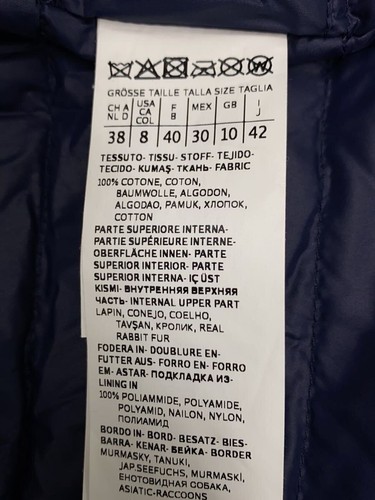 GRÖSSE TAILLE TALLA SIZE TAGLIA
CH A D NL USA CA COL F B MEX GB I J
38 8 40 30 10 42
TESSUTO- TISSU- STOFF- TEJIDO-
TECIDO- KUMAŞ- ТКАНЬ- FABRIC
100% COTONE, COTON,
BAUMWOLLE, ALGODON,
ALGODAO, PAMUK, ХЛОПОК,
COTTON
PARTE SUPERIORE INTERNA-
PARTIE SUPÉRIEURE INTERNE-
OBERFLÄCHE INNEN- PARTE
SUPERIOR INTERIOR- PARTE
SUPERIOR INTERNA- IÇ ÜST
KISMI- ВНУТРЕННЯЯ ВЕРХНЯЯ
ЧАСТЬ- INTERNAL UPPER PART
LAPIN, CONEJO, COELHO,
TAVŞAN, КРОЛИК, REAL
RABBIT FUR
FODERA IN- DOUBLURE EN-
FUTTER AUS- FORRO EN- FORRO
EM- ASTAR- ПОДКЛАДКА ИЗ-
LINING IN
100% POLIAMMIDE, POLYAMIDE,
POLYAMID, NAILON, NYLON,
ПОЛИАМИД
BORDO IN- BORD- BESATZ- BIES-
BARRA- KENAR- БЕЙКА- BORDER
MURMASKY, TANUKI,
JAP.SEEFUCHS, MURMASKI,
ЕНОТОВИДНАЯ СОБАКА,
ASIATIC-RACCOONS